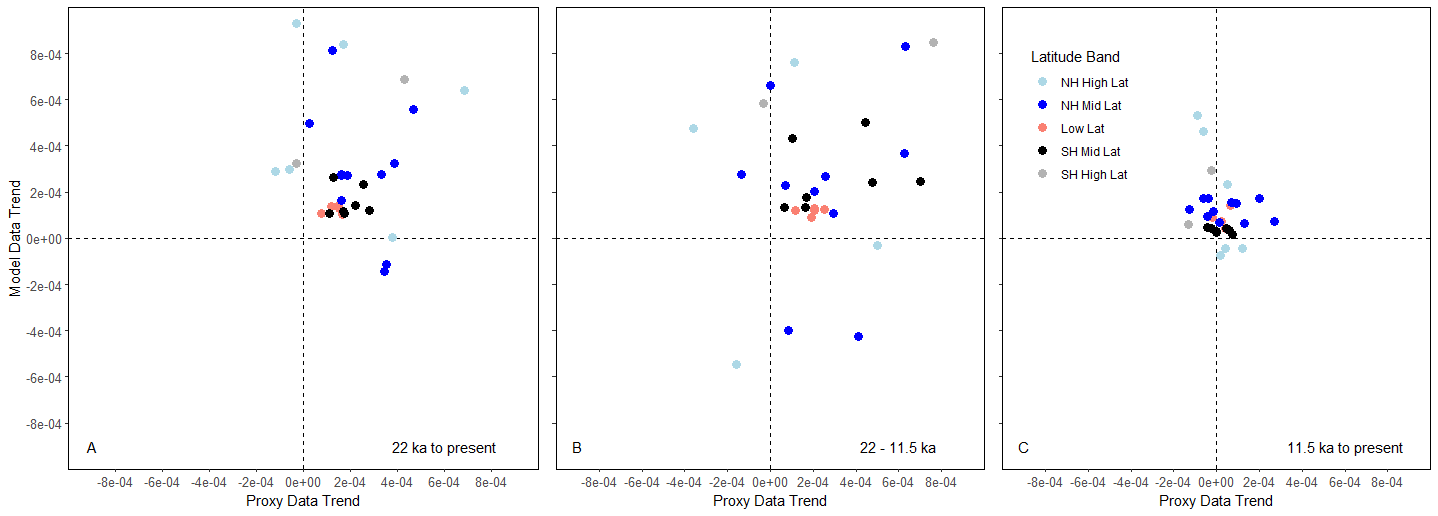 Model Data Trend
8e-04
6e-04
4e-04
2e-04
0e+00
-2e-04
-4e-04
-6e-04
-8e-04
A
22 ka to present
-8e-04 -6e-04 -4e-04 -2e-04 0e+00 2e-04 4e-04 6e-04 8e-04
Proxy Data Trend
B
22 - 11.5 ka
-8e-04 -6e-04 -4e-04 -2e-04 0e+00 2e-04 4e-04 6e-04 8e-04
Proxy Data Trend
Latitude Band
NH High Lat
NH Mid Lat
Low Lat
SH Mid Lat
SH High Lat
C
11.5 ka to present
-8e-04 -6e-04 -4e-04 -2e-04 0e+00 2e-04 4e-04 6e-04 8e-04
Proxy Data Trend